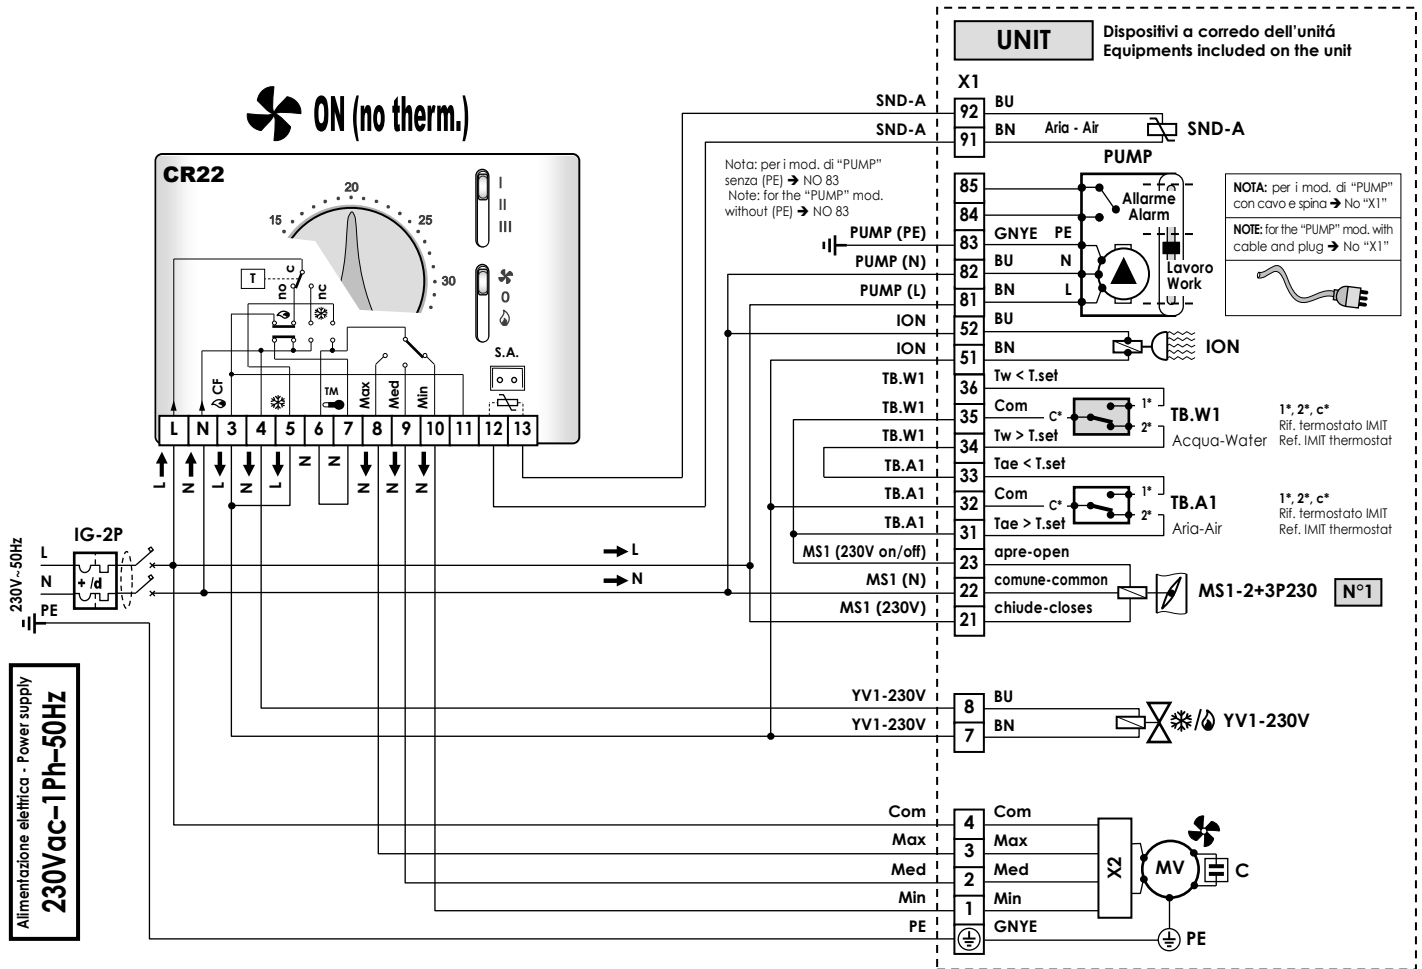 UNIT
Dispositivi a corredo dell'unitá
Equipments included on the unit
X1
ON (no therm.)
CR22
15
20
25
30
I
II
III
0
S.A.
T
c
no
nc
CF
TM
Max
Med
Min
L
N
3
4
5
6
7
8
9
10
11
12
13
L
N
L
N
L
N
N
N
N
N
SND-A
SND-A
92
91
BU
BN
Aria - Air
SND-A
Nota: per i mod. di "PUMP"
senza (PE) ➔ NO 83
Note: for the "PUMP" mod.
without (PE) ➔ NO 83
PUMP
85
84
Allarme
Alarm
PUMP (PE)
83
GNYE
PE
PUMP (N)
82
BU
N
PUMP (L)
81
BN
L
Lavoro
Work
NOTA: per i mod. di "PUMP"
con cavo e spina ➔ No "X1"
NOTE: for the "PUMP" mod. with
cable and plug ➔ No "X1"
ION
52
BU
ION
51
BN
ION
TB.W1
36
Tw < T.set
TB.W1
35
Com
C*
1*
2*
TB.W1
TB.W1
34
Tw > T.set
Acqua-Water
1*, 2*, c*
Rif. termostato IMIT
Ref. IMIT thermostat
TB.A1
33
Tae < T.set
TB.A1
32
Com
C*
1*
2*
TB.A1
TB.A1
31
Tae > T.set
Aria-Air
1*, 2*, c*
Rif. termostato IMIT
Ref. IMIT thermostat
MS1 (230V on/off)
23
apre-open
MS1 (N)
22
comune-common
MS1 (230V)
21
chiude-closes
MS1-2+3P230
N°1
IG-2P
230V~50Hz
L
N
PE
+ /d
➔ L
➔ N
YV1-230V
8
BU
YV1-230V
7
BN
/
YV1-230V
Alimentazione elettrica - Power supply
230Vac–1Ph–50Hz
Com
4
Com
Max
3
Max
Med
2
Med
Min
1
Min
PE
GNYE
X2
MV
C
PE